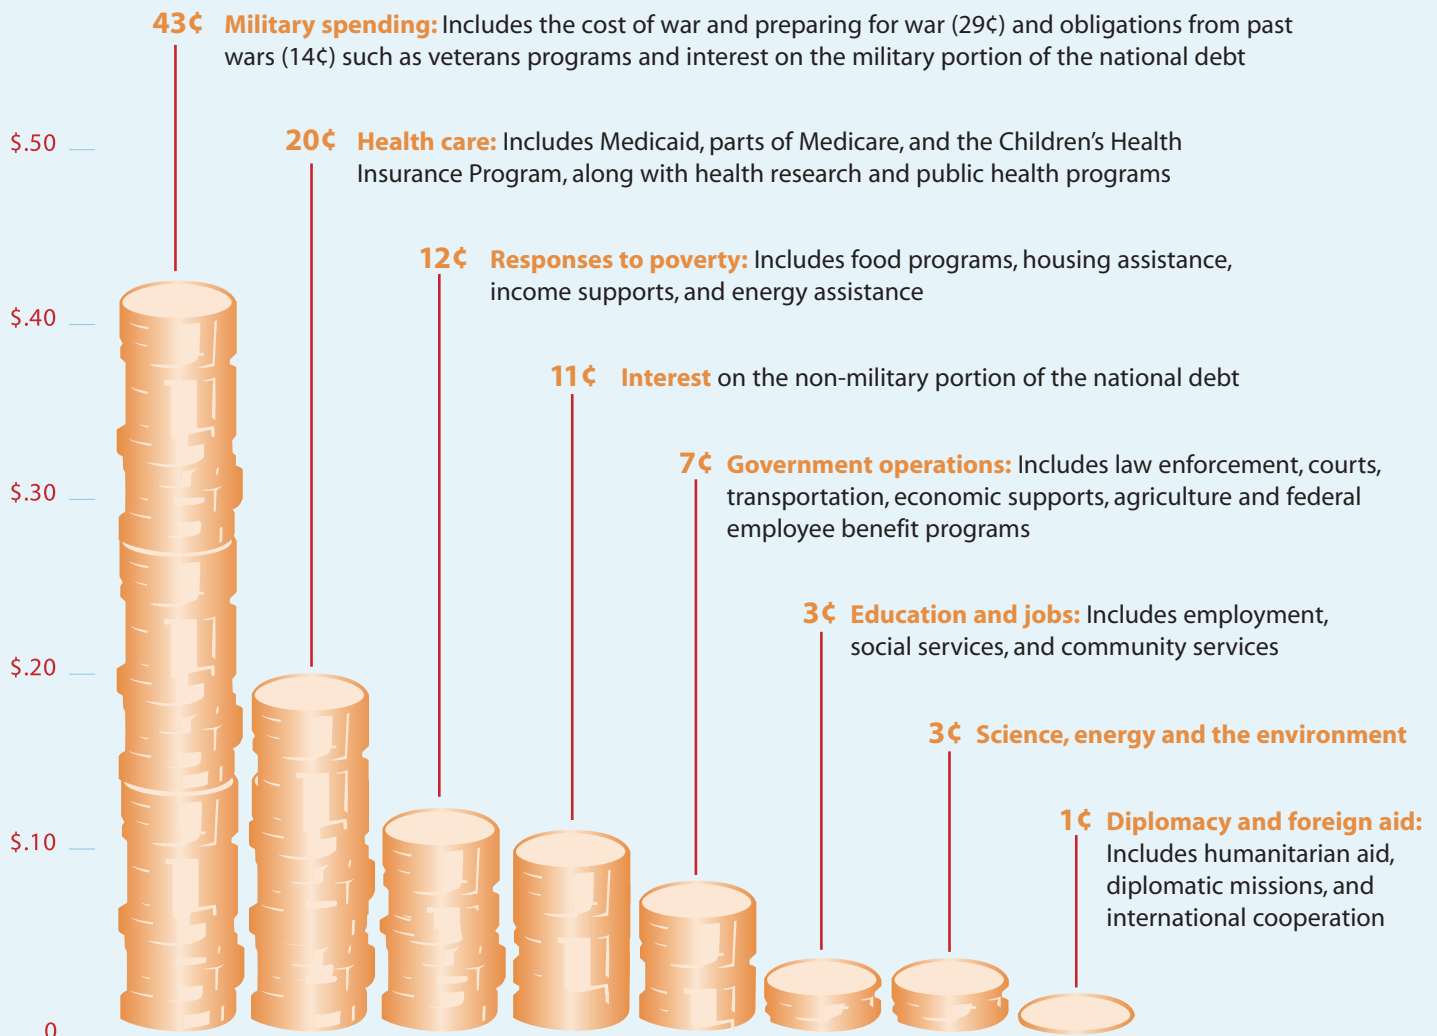 43¢ Military spending: Includes the cost of war and preparing for war (29¢) and obligations from past
wars (14¢) such as veterans programs and interest on the military portion of the national debt
$.50
20¢ Health care: Includes Medicaid, parts of Medicare, and the Children's Health
Insurance Program, along with health research and public health programs
12¢ Responses to poverty: Includes food programs, housing assistance,
income supports, and energy assistance
$.40
11¢ Interest on the non-military portion of the national debt
7¢ Government operations: Includes law enforcement, courts,
transportation, economic supports, agriculture and federal
employee benefit programs
$.30
3¢ Education and jobs: Includes employment,
social services, and community services
$.20
3¢ Science, energy and the environment
1¢ Diplomacy and foreign aid:
Includes humanitarian aid,
diplomatic missions, and
international cooperation
$.10
0